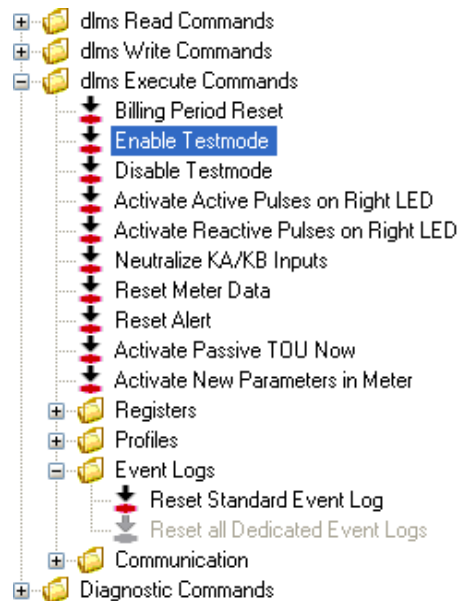 dlms Read Commands
dlms Write Commands
dlms Execute Commands
Billing Period Reset
Enable Testmode
Disable Testmode
Activate Active Pulses on Right LED
Activate Reactive Pulses on Right LED
Neutralize KA/KB Inputs
Reset Meter Data
Reset Alert
Activate Passive TOU Now
Activate New Parameters in Meter
Registers
Profiles
Event Logs
Reset Standard Event Log
Reset all Dedicated Event Logs
Communication
Diagnostic Commands